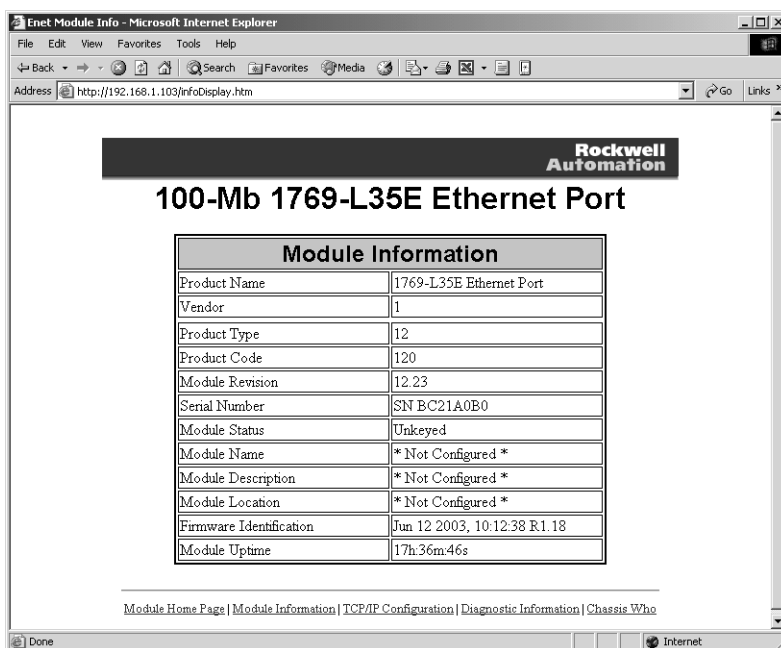 Enet Module Info - Microsoft Internet Explorer
File Edit View Favorites Tools Help
Back Search Favorites Media
Address http://192.168.1.103/infoDisplay.htm Go Links »
Rockwell
Automation
100-Mb 1769-L35E Ethernet Port
Module Information
Product Name 1769-L35E Ethernet Port
Vendor 1
Product Type 12
Product Code 120
Module Revision 12.23
Serial Number SN BC21A0B0
Module Status Unkeyed
Module Name * Not Configured *
Module Description * Not Configured *
Module Location * Not Configured *
Firmware Identification Jun 12 2003, 10:12:38 R1.18
Module Uptime 17h:36m:46s
Module Home Page | Module Information | TCP/IP Configuration | Diagnostic Information | Chassis Who
Done Internet